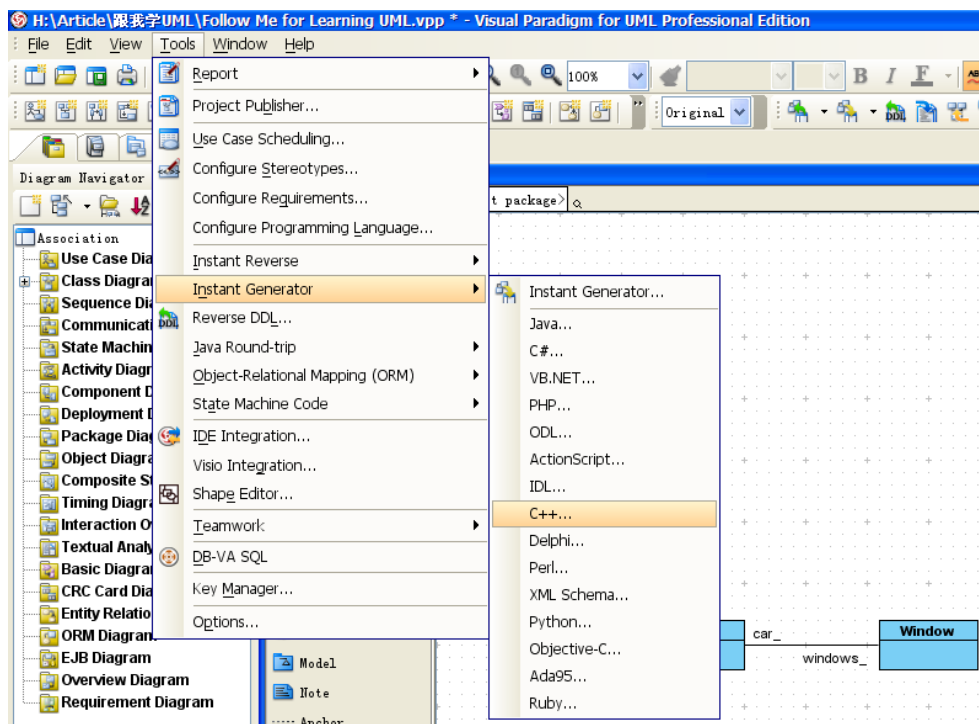 H:\Article\跟我学UML\Follow Me for Learning UML.vpp * - Visual Paradigm for UML Professional Edition
File Edit View Tools Window Help
100%
B I F
Original
DDL
Diagram Navigator
t package>
Association
Use Case Dia
Class Diagra
Sequence Dia
Communicati
State Machin
Activity Diagr
Component D
Deployment D
Package Dia
Object Diagra
Composite St
Timing Diagra
Interaction O
Textual Analy
Basic Diagra
CRC Card Dia
Entity Relatio
ORM Diagram
EJB Diagram
Overview Diagram
Requirement Diagram
Report
Project Publisher...
Use Case Scheduling...
Configure Stereotypes...
Configure Requirements...
Configure Programming Language...
Instant Reverse
Instant Generator
DDL
Reverse DDL...
Java Round-trip
Object-Relational Mapping (ORM)
State Machine Code
IDE Integration...
Visio Integration...
Shape Editor...
Teamwork
DB-VA SQL
Key Manager...
Options...
Instant Generator...
Java...
C#...
VB.NET...
PHP...
ODL...
ActionScript...
IDL...
C++...
Delphi...
Perl...
XML Schema...
Python...
Objective-C...
Ada95...
Ruby...
Model
Note
Anchor
car_
windows_
Window